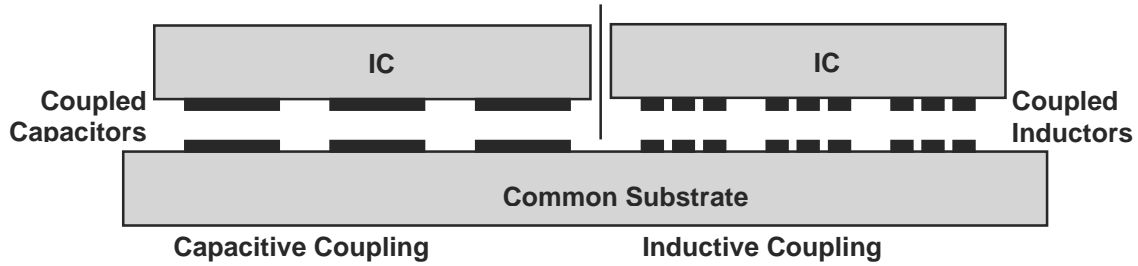 IC
IC
Coupled
Capacitors
Coupled
Inductors
Common Substrate
Capacitive Coupling
Inductive Coupling